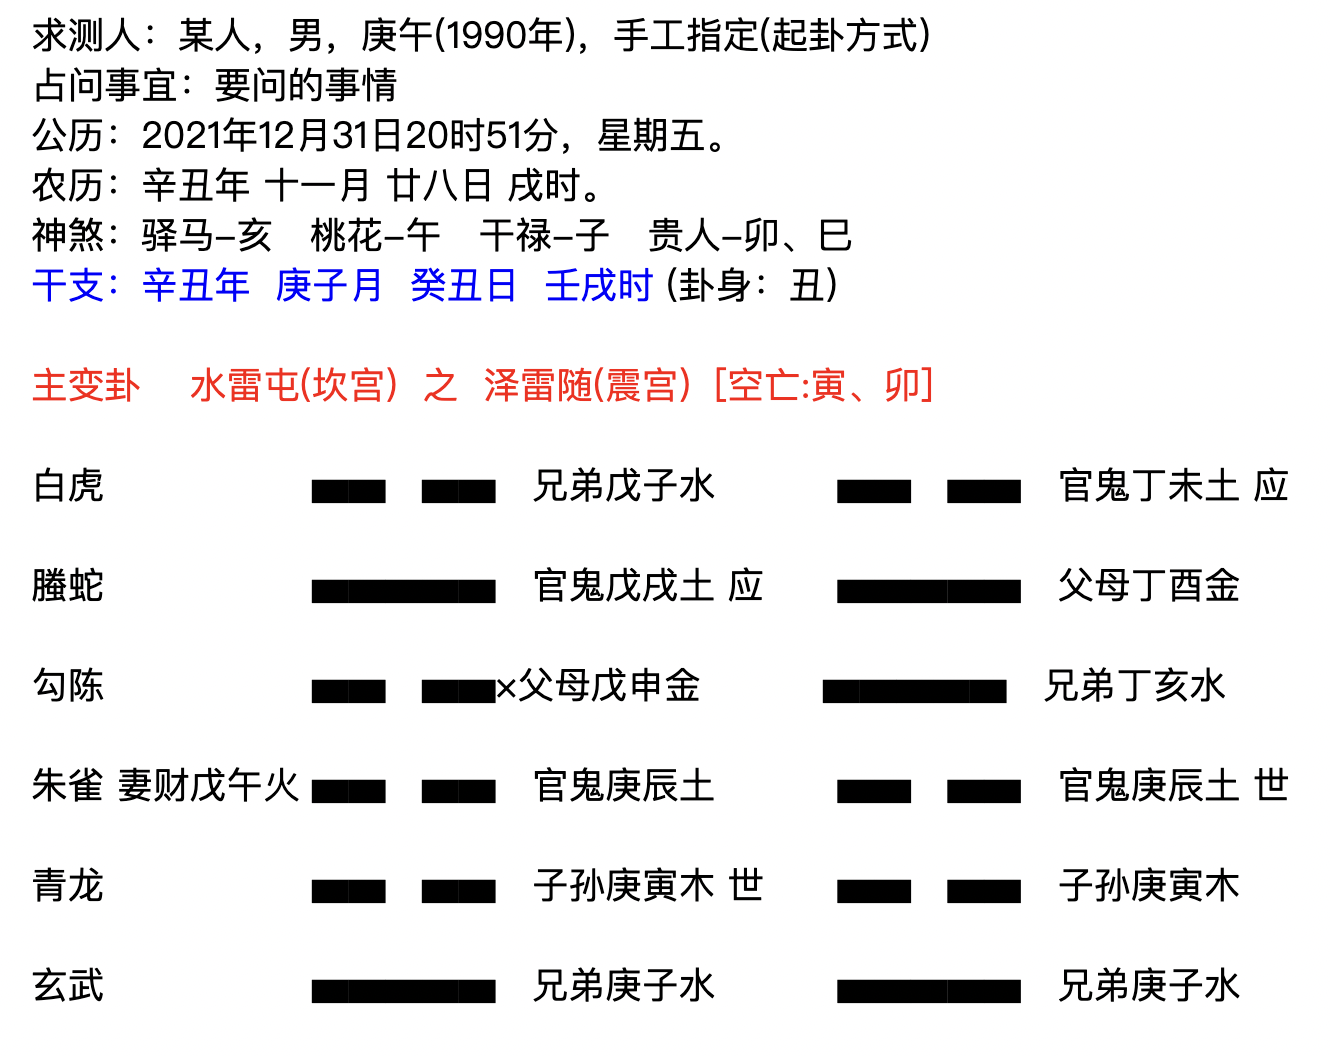 求测人：某人，男，庚午(1990年)，手工指定(起卦方式)
占问事宜：要问的事情
公历：2021年12月31日20时51分，星期五。
农历：辛丑年 十一月 廿八日 戌时。
神煞：驿马–亥 桃花–午 干禄–子 贵人–卯、巳
干支：辛丑年 庚子月 癸丑日 壬戌时 (卦身：丑)
主变卦 水雷屯(坎宫) 之 泽雷随(震宫) [空亡:寅、卯]
白虎 兄弟戊子水 官鬼丁未土 应
螣蛇 官鬼戊戌土 应 父母丁酉金
勾陈 ×父母戊申金 兄弟丁亥水
朱雀 妻财戊午火 官鬼庚辰土 官鬼庚辰土 世
青龙 子孙庚寅木 世 子孙庚寅木
玄武 兄弟庚子水 兄弟庚子水